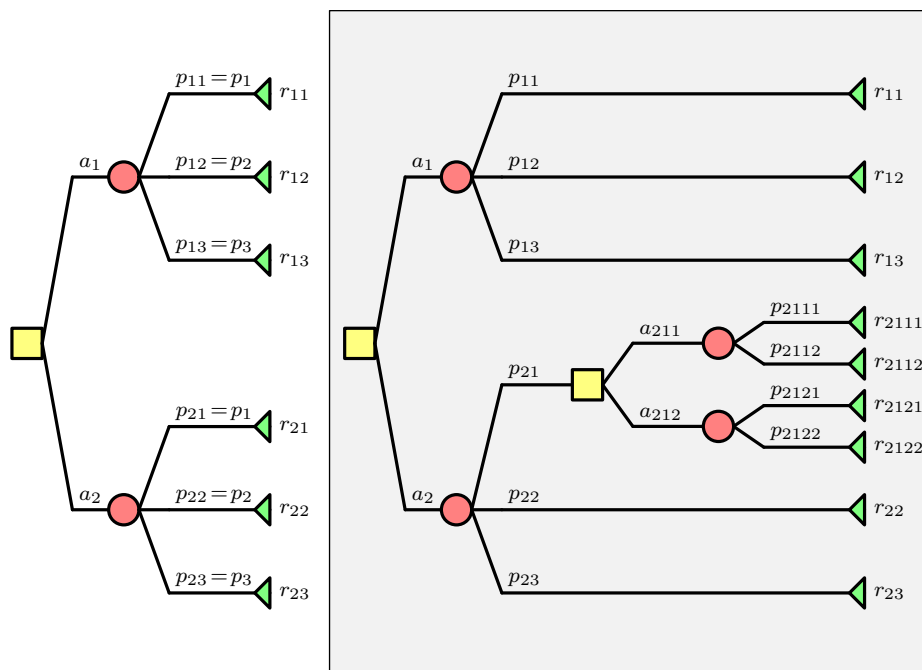 p₁₁=p₁ r₁₁
a₁ p₁₂=p₂ r₁₂
p₁₃=p₃ r₁₃
p₂₁=p₁ r₂₁
a₂ p₂₂=p₂ r₂₂
p₂₃=p₃ r₂₃
p₁₁ r₁₁
a₁ p₁₂ r₁₂
p₁₃ r₁₃
p₂₁₁₁ r₂₁₁₁
a₂₁₁ p₂₁₁₂ r₂₁₁₂
p₂₁ p₂₁₂₁ r₂₁₂₁
a₂₁₂ p₂₁₂₂ r₂₁₂₂
a₂ p₂₂ r₂₂
p₂₃ r₂₃